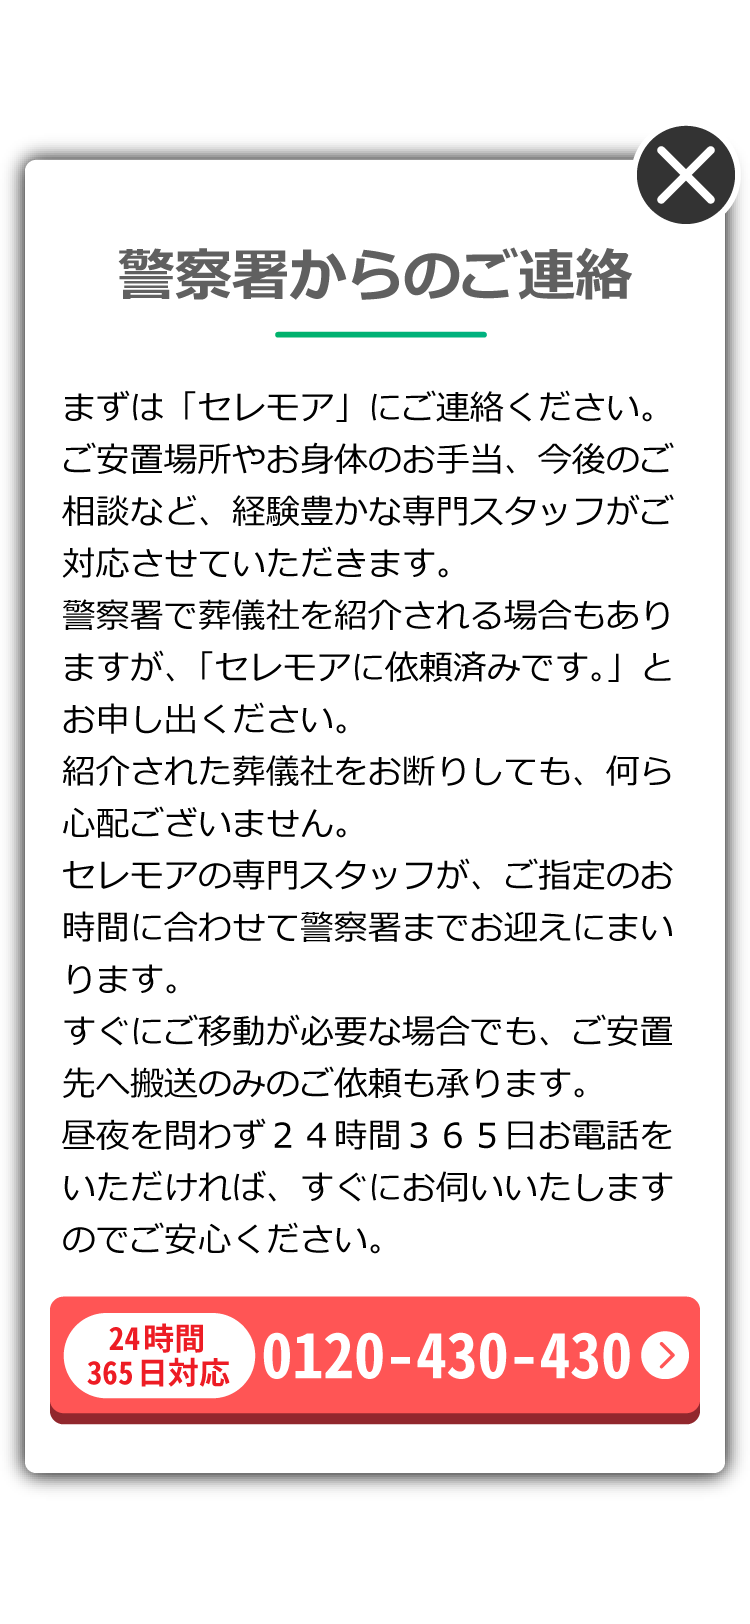 警察署からのご連絡
まずは「セレモア」にご連絡ください。
ご安置場所やお身体のお手当、今後のご
相談など、経験豊かな専門スタッフがご
対応させていただきます。
警察署で葬儀社を紹介される場合もあり
ますが、「セレモアに依頼済みです。」と
お申し出ください。
紹介された葬儀社をお断りしても、何ら
心配ございません。
セレモアの専門スタッフが、ご指定のお
時間に合わせて警察署までお迎えにまい
ります。
すぐにご移動が必要な場合でも、ご安置
先へ搬送のみのご依頼も承ります。
昼夜を問わず２４時間３６５日お電話を
いただければ、すぐにお伺いいたします
のでご安心ください。
24時間
365日対応
0120-430-430